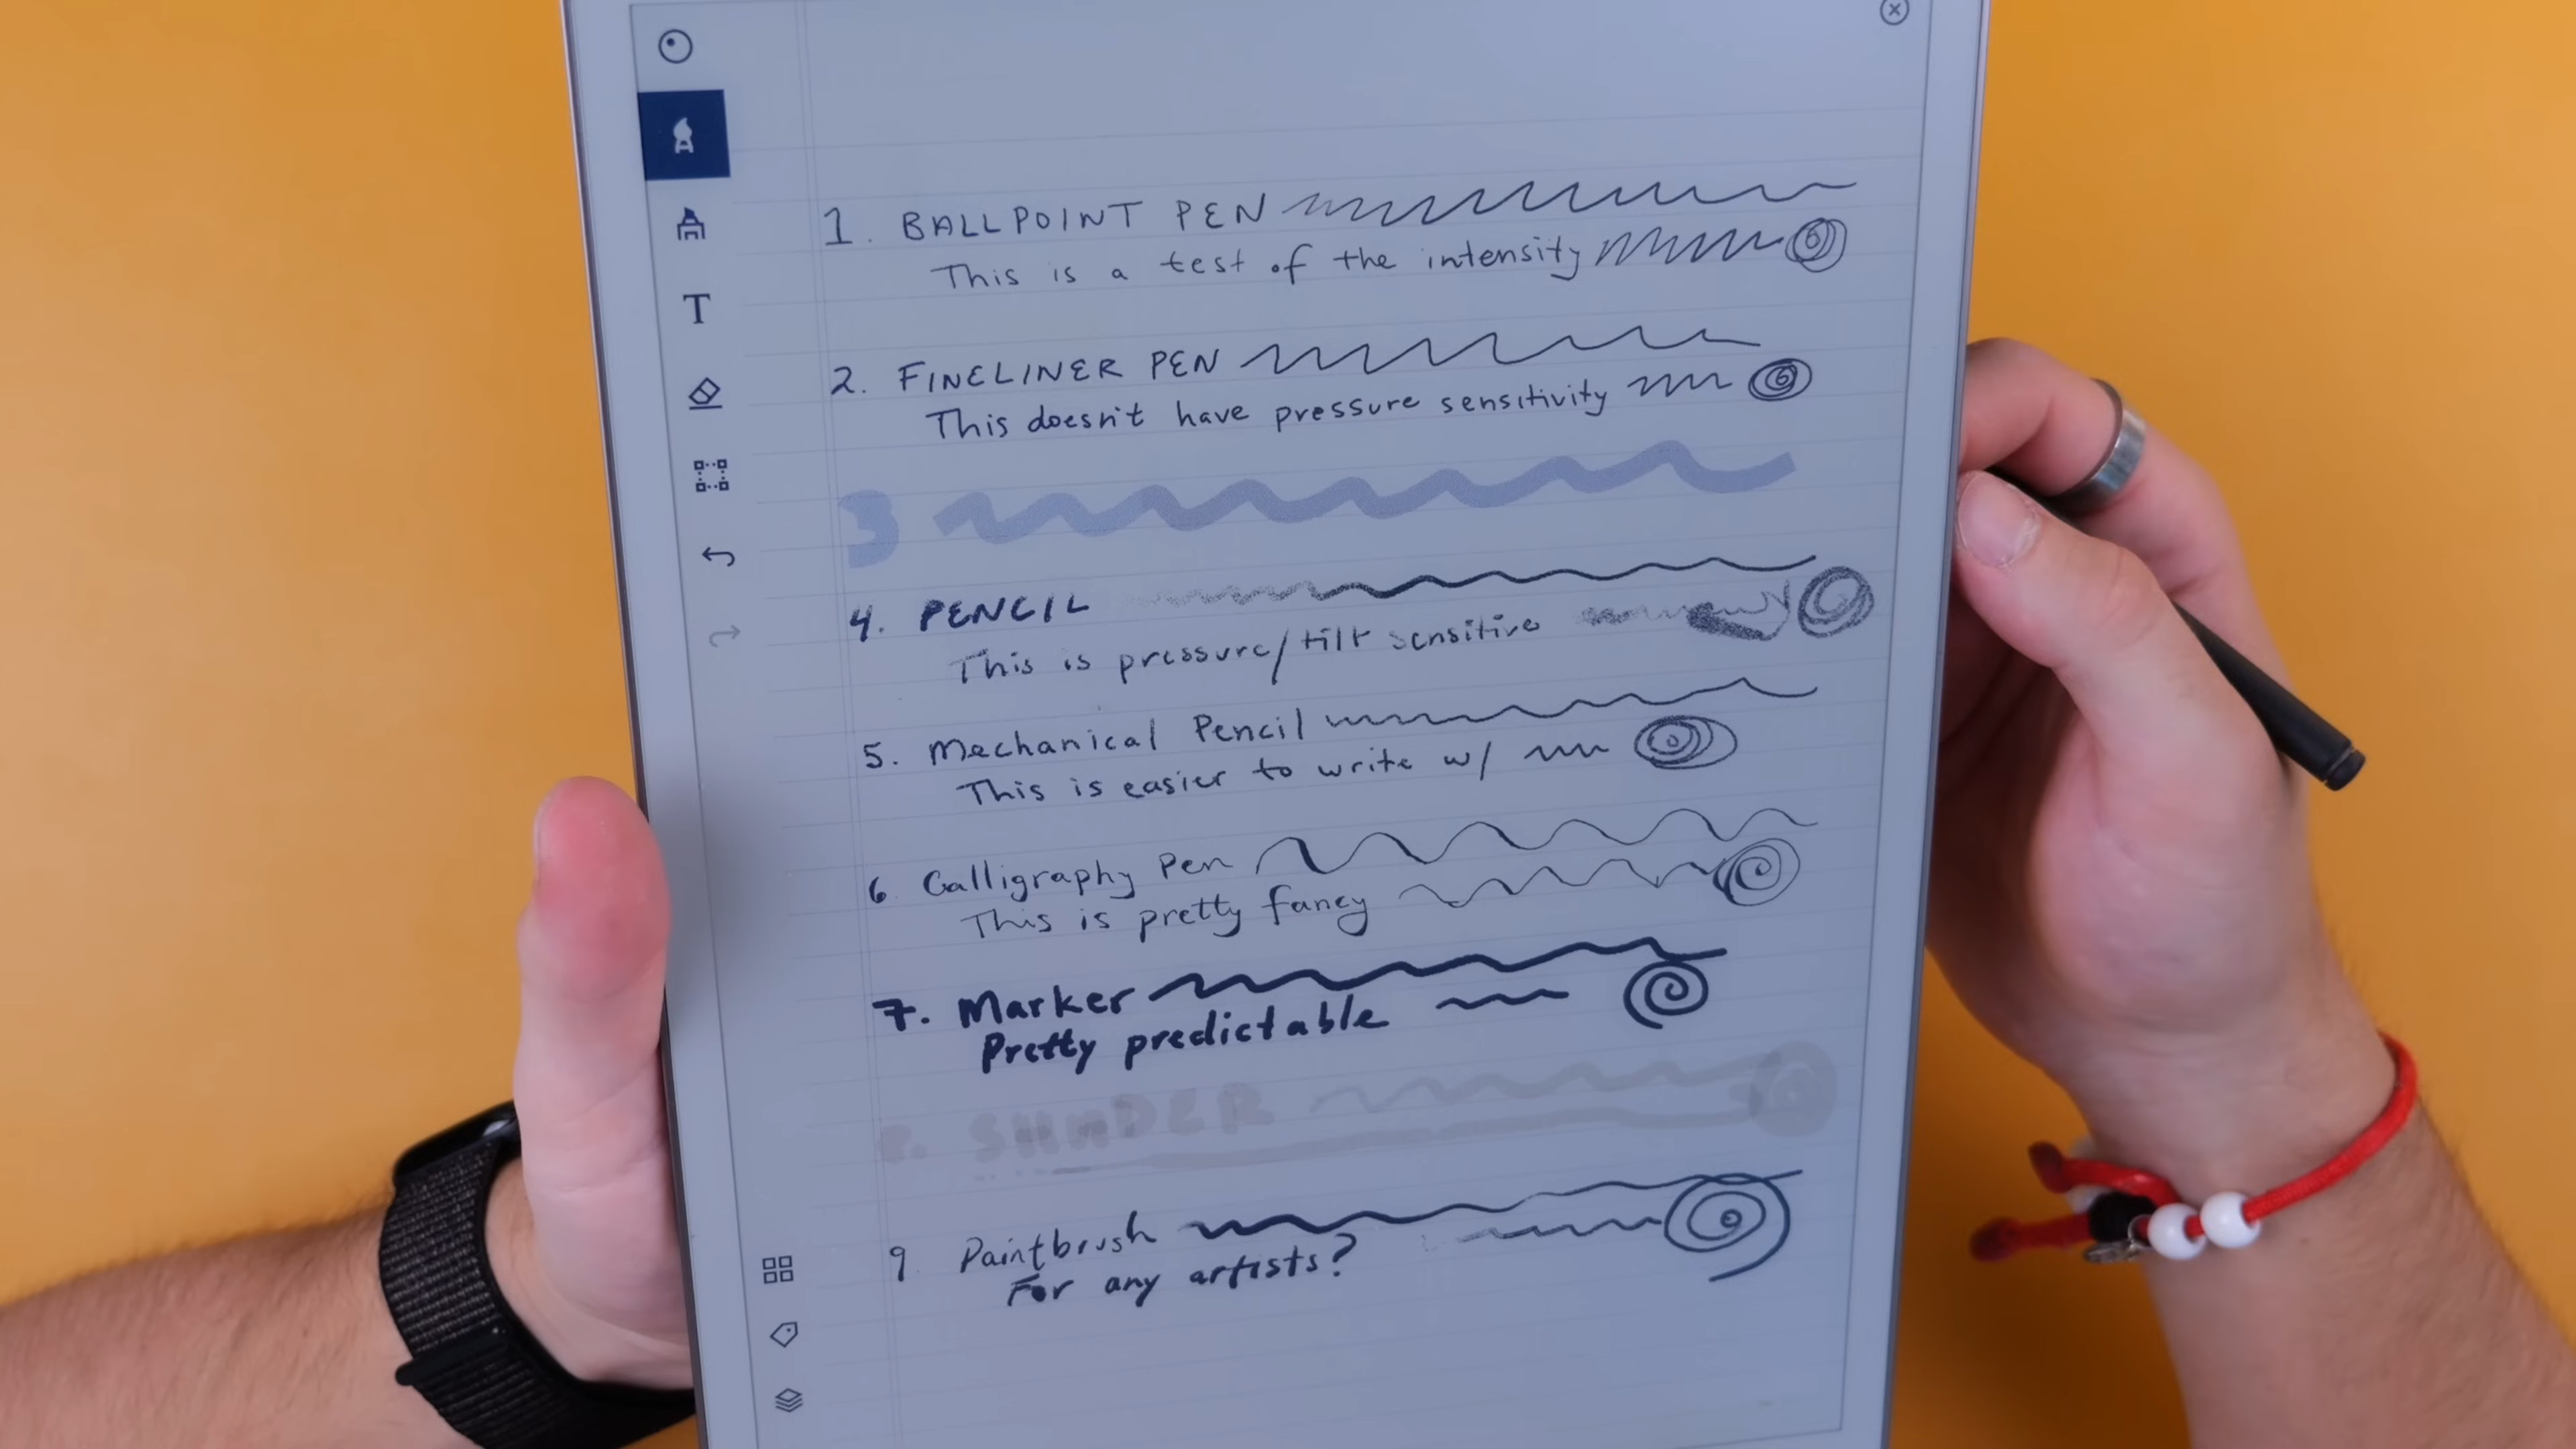 T
1. BALLPOINT PEN
This is a test of the intensity
2. FINELINER PEN
This doesn't have pressure sensitivity
3
4. PENCIL
This is pressure/tilt sensitive
5. Mechanical Pencil
This is easier to write w/
6 Calligraphy Pen
This is pretty fancy
7. Marker
Pretty predictable
8. SHADER
9 Paintbrush
For any artists?